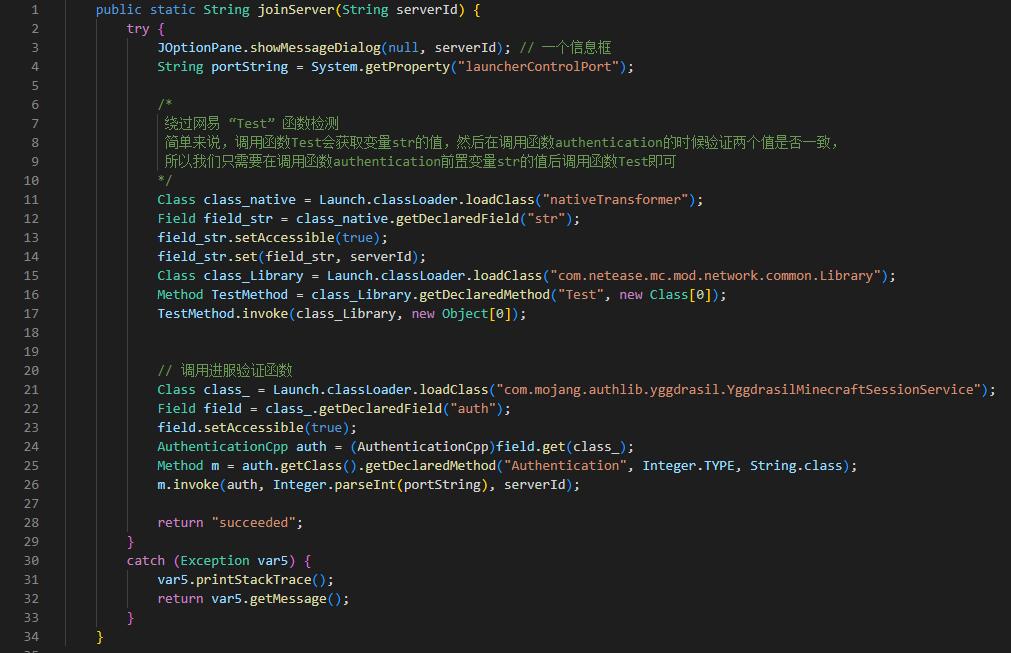 1 public static String joinServer(String serverId) {
2 try {
3 JOptionPane.showMessageDialog(null, serverId); // 一个信息框
4 String portString = System.getProperty("launcherControlPort");
5
6 /*
7 绕过网易 “Test” 函数检测
8 简单来说，调用函数Test会获取变量str的值，然后在调用函数authentication的时候验证两个值是否一致，
9 所以我们只需要在调用函数authentication前置变量str的值后调用函数Test即可
10 */
11 Class class_native = Launch.classLoader.loadClass("nativeTransformer");
12 Field field_str = class_native.getDeclaredField("str");
13 field_str.setAccessible(true);
14 field_str.set(field_str, serverId);
15 Class class_Library = Launch.classLoader.loadClass("com.netease.mc.mod.network.common.Library");
16 Method TestMethod = class_Library.getDeclaredMethod("Test", new Class[0]);
17 TestMethod.invoke(class_Library, new Object[0]);
18
19
20 // 调用进服验证函数
21 Class class_ = Launch.classLoader.loadClass("com.mojang.authlib.yggdrasil.YggdrasilMinecraftSessionService");
22 Field field = class_.getDeclaredField("auth");
23 field.setAccessible(true);
24 AuthenticationCpp auth = (AuthenticationCpp)field.get(class_);
25 Method m = auth.getClass().getDeclaredMethod("Authentication", Integer.TYPE, String.class);
26 m.invoke(auth, Integer.parseInt(portString), serverId);
27
28 return "succeeded";
29 }
30 catch (Exception var5) {
31 var5.printStackTrace();
32 return var5.getMessage();
33 }
34 }